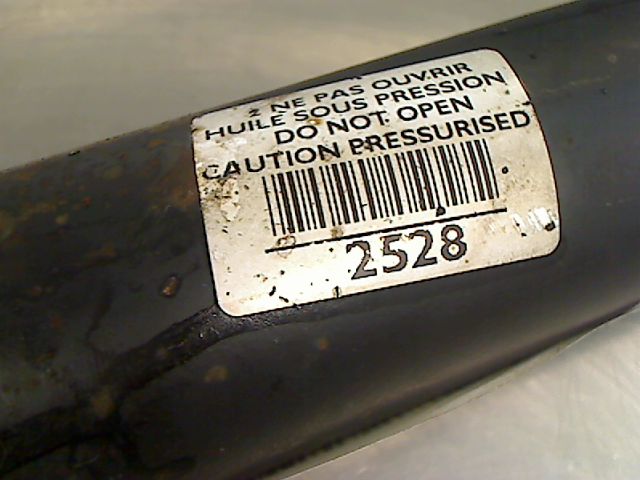 NE PAS OUVRIR
HUILE SOUS PRESSION
DO NOT OPEN
CAUTION PRESSURISED
2528